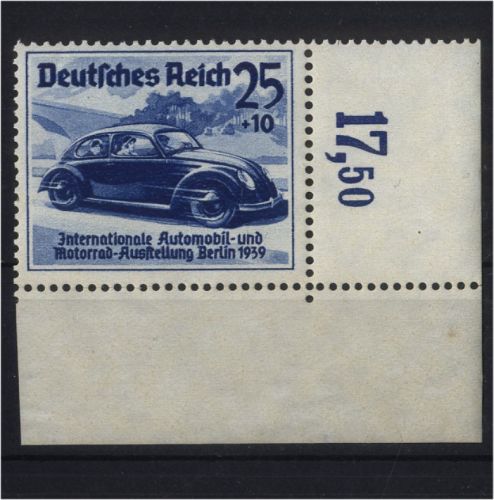 Deutsches Reich 25
+10
Internationale Automobil-und
Motorrad-Ausstellung Berlin 1939
17,50